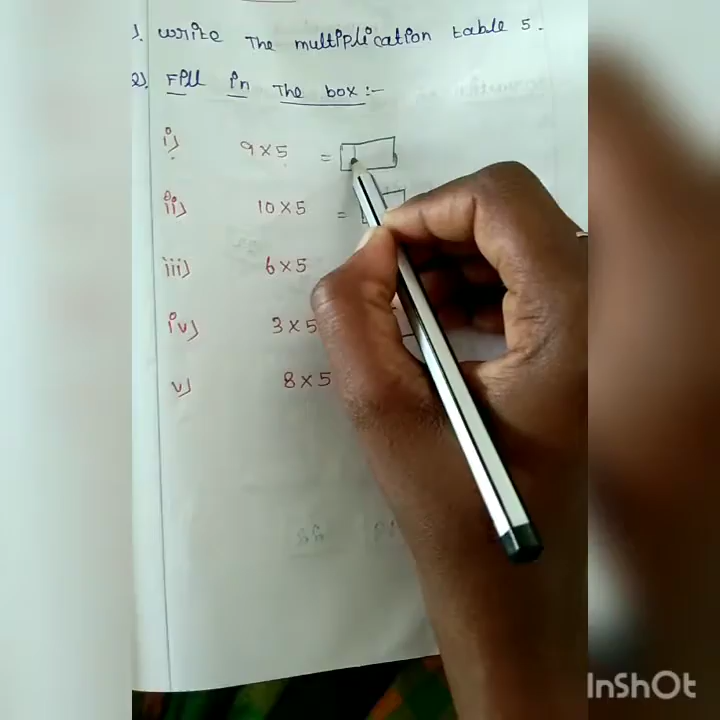 1. write The multiplication table 5.
2) Fill in The box :-
i) 9 × 5 =
ii) 10 × 5 =
iii) 6 × 5
iv) 3 × 5
v) 8 × 5
InShOt